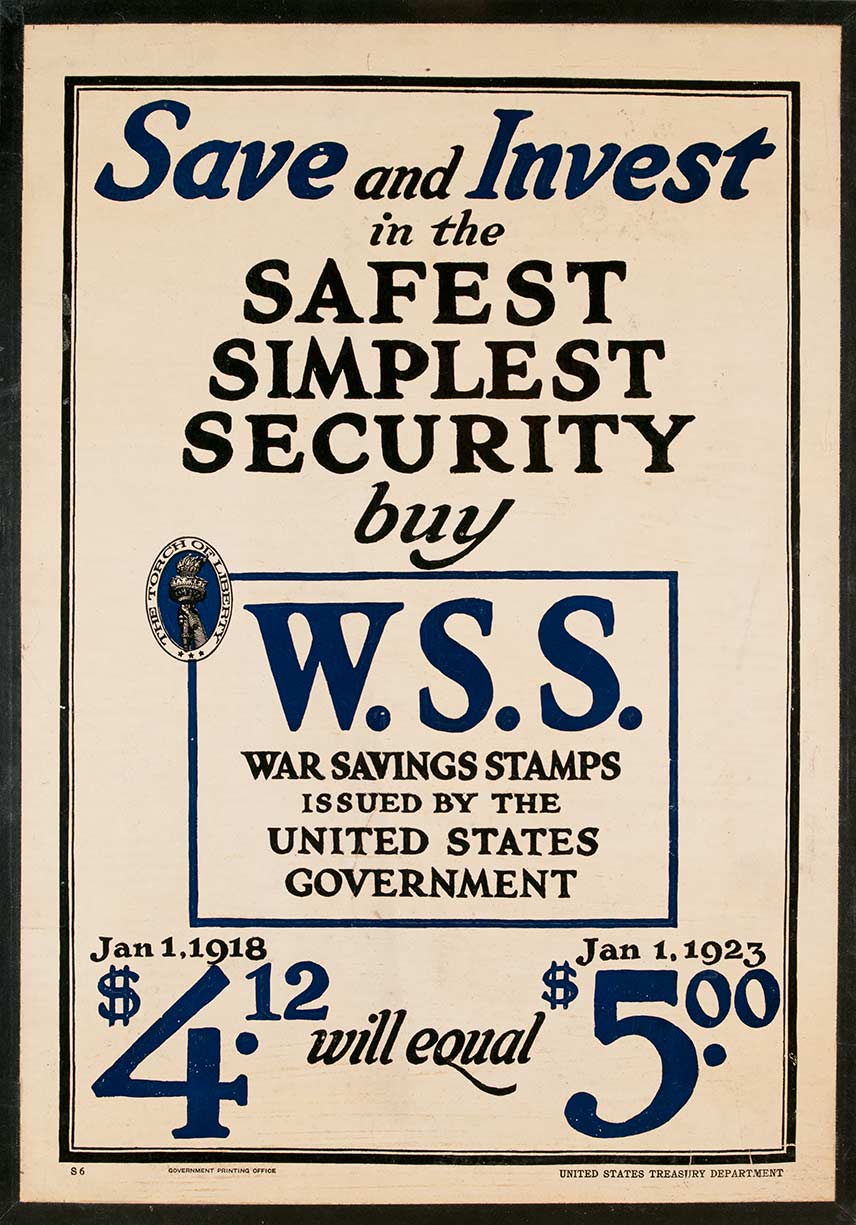 Save and Invest
in the
SAFEST
SIMPLEST
SECURITY
buy
THE TORCH OF LIBERTY
W.S.S.
WAR SAVINGS STAMPS
ISSUED BY THE
UNITED STATES
GOVERNMENT
Jan 1, 1918
$4.12
will equal
Jan 1, 1923
$5.00
S 6
GOVERNMENT PRINTING OFFICE
UNITED STATES TREASURY DEPARTMENT